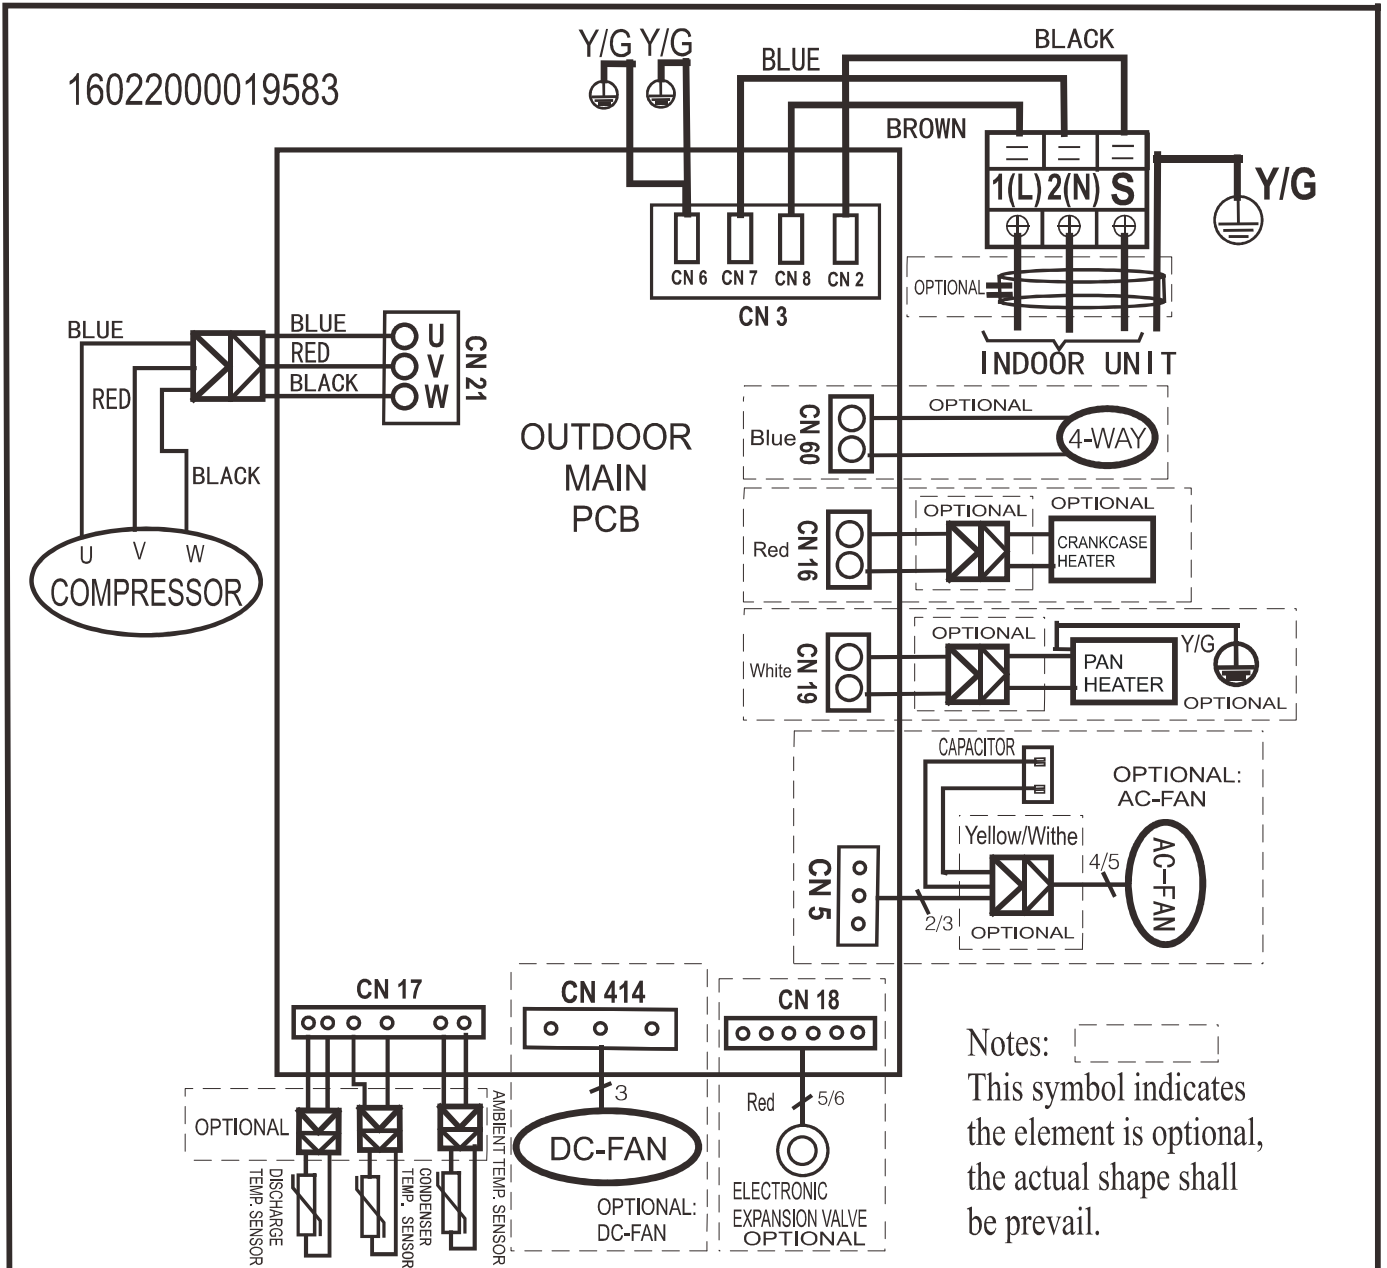 16022000019583
Y/G Y/G
BLUE
BLACK
BROWN
1(L) 2(N) S
Y/G
CN 6 CN 7 CN 8 CN 2
CN 3
OPTIONAL
INDOOR UNIT
BLUE
RED
BLACK
BLUE
RED
BLACK
U
V
W
CN 21
U V W
COMPRESSOR
OUTDOOR
MAIN
PCB
Blue
CN 60
OPTIONAL
4-WAY
Red
CN 16
OPTIONAL
OPTIONAL
CRANKCASE
HEATER
White
CN 19
OPTIONAL
PAN
HEATER
Y/G
OPTIONAL
CAPACITOR
OPTIONAL:
AC-FAN
Yellow/Withe
CN 5
2/3
OPTIONAL
4/5
AC-FAN
CN 17
OPTIONAL
DISCHARGE
TEMP. SENSOR
CONDENSER
TEMP. SENSOR
AMBIENT TEMP. SENSOR
CN 414
3
DC-FAN
OPTIONAL:
DC-FAN
CN 18
Red
5/6
ELECTRONIC
EXPANSION VALVE
OPTIONAL
Notes:
This symbol indicates
the element is optional,
the actual shape shall
be prevail.